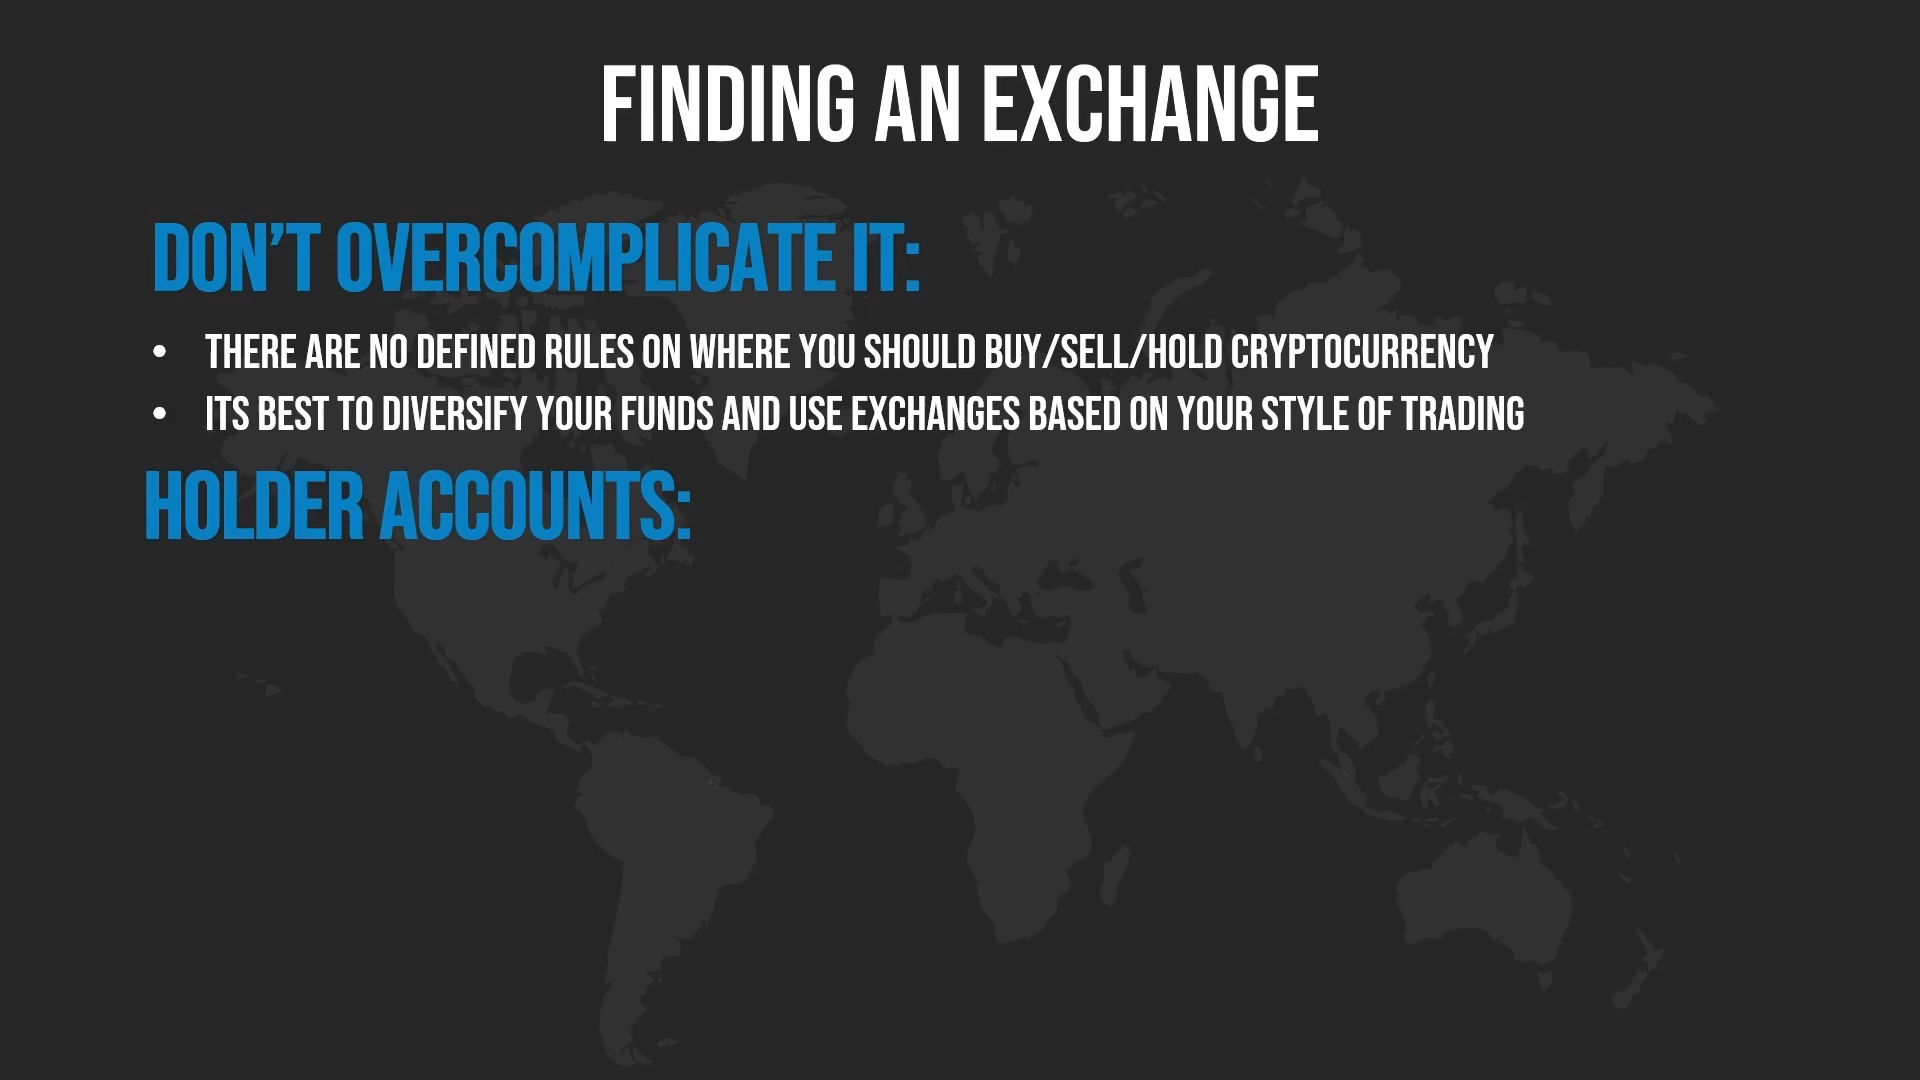 FINDING AN EXCHANGE
DON’T OVERCOMPLICATE IT:
• THERE ARE NO DEFINED RULES ON WHERE YOU SHOULD BUY/SELL/HOLD CRYPTOCURRENCY
• ITS BEST TO DIVERSIFY YOUR FUNDS AND USE EXCHANGES BASED ON YOUR STYLE OF TRADING
HOLDER ACCOUNTS: